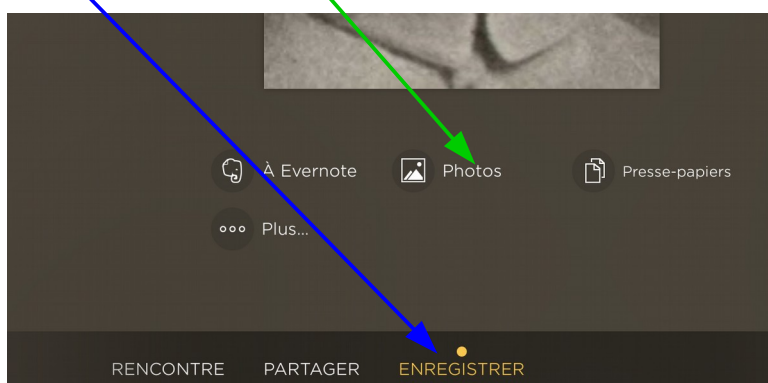 À Evernote Photos Presse-papiers
Plus...
RENCONTRE PARTAGER ENREGISTRER